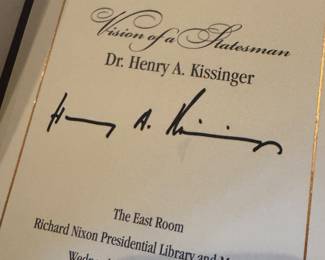 Vision of a Statesman
Dr. Henry A. Kissinger
Henry A. Kissinger
The East Room
Richard Nixon Presidential Library and